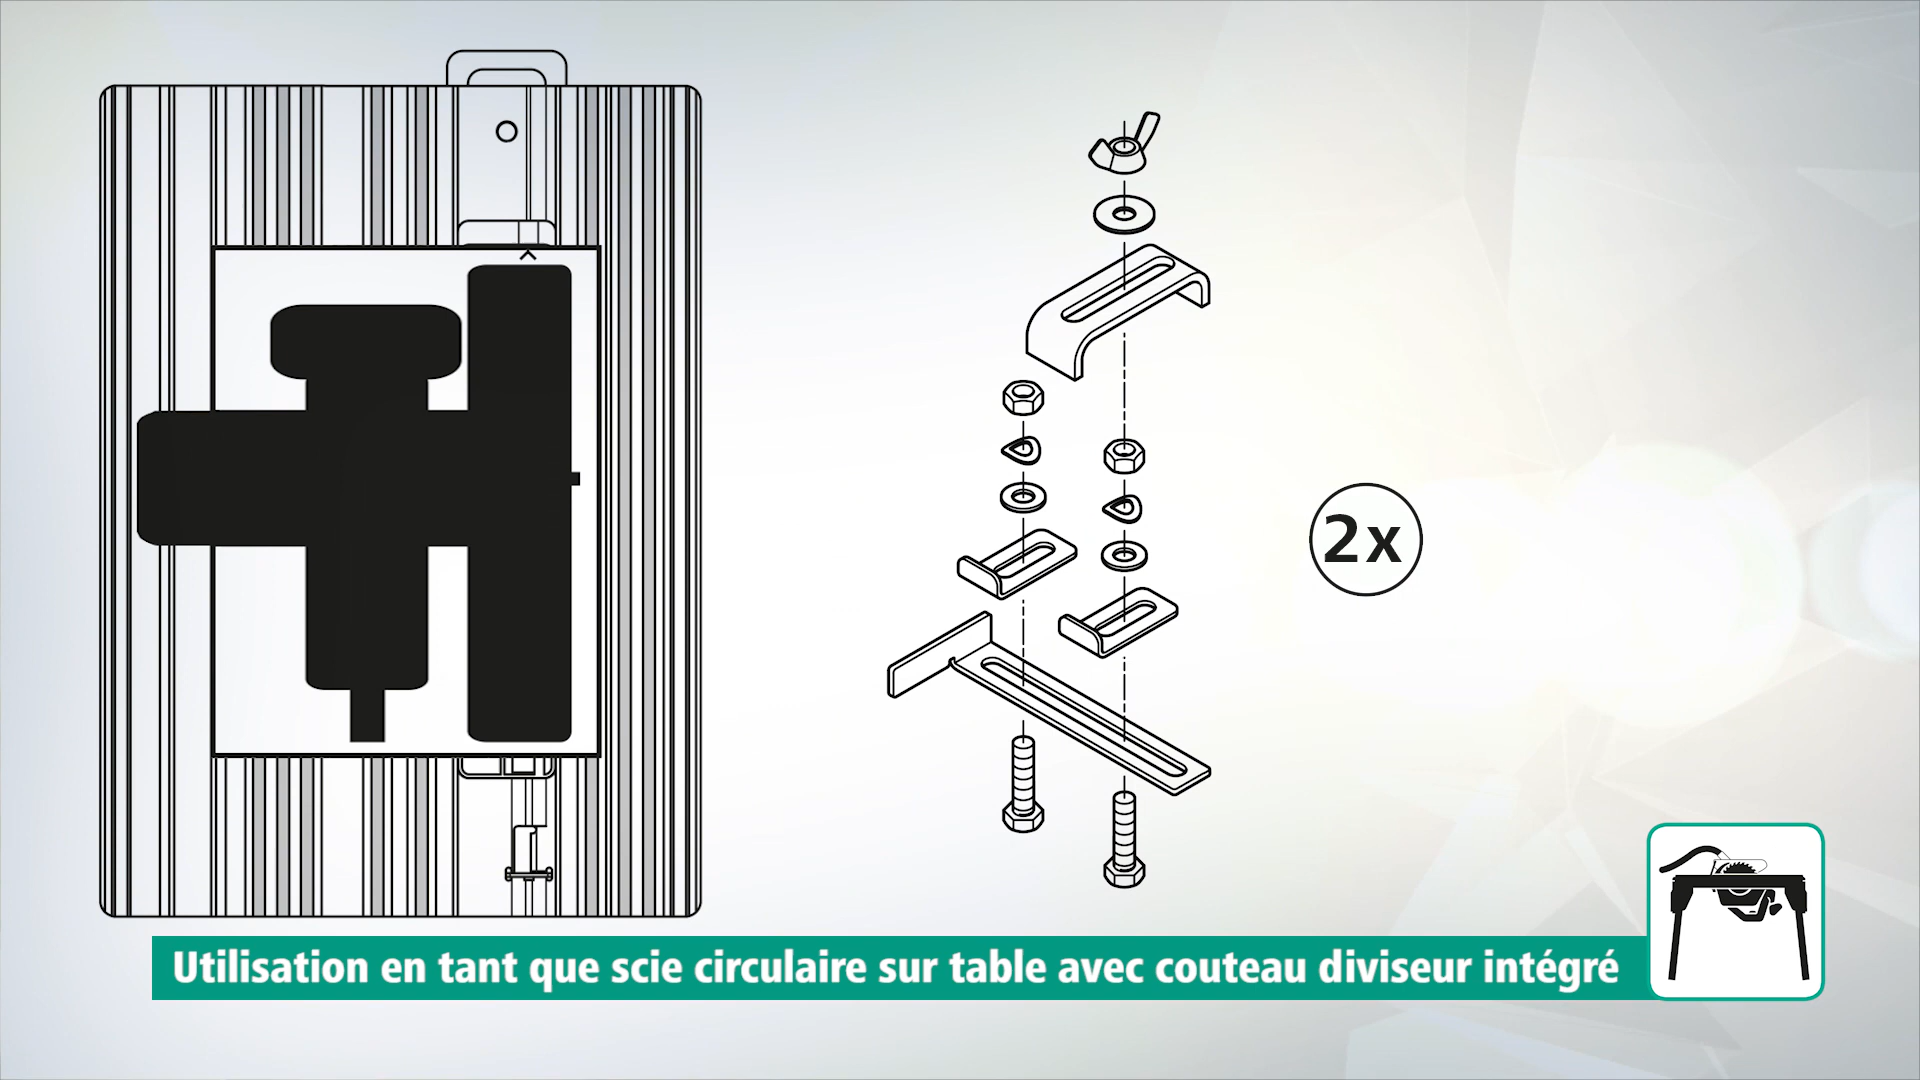 2x
Utilisation en tant que scie circulaire sur table avec couteau diviseur intégré